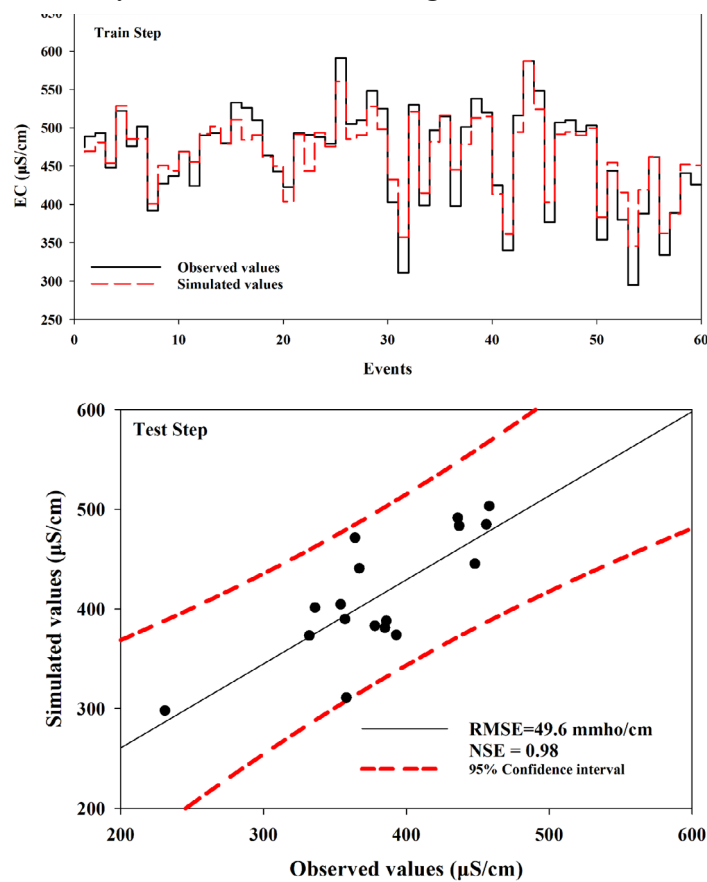 650
Train Step
600
550
500
450
400
350
300
250
EC (µS/cm)
Observed values
Simulated values
0 10 20 30 40 50 60
Events
600
Test Step
500
400
300
200
Simulated values (µS/cm)
RMSE=49.6 mmho/cm
NSE = 0.98
95% Confidence interval
200 300 400 500 600
Observed values (µS/cm)